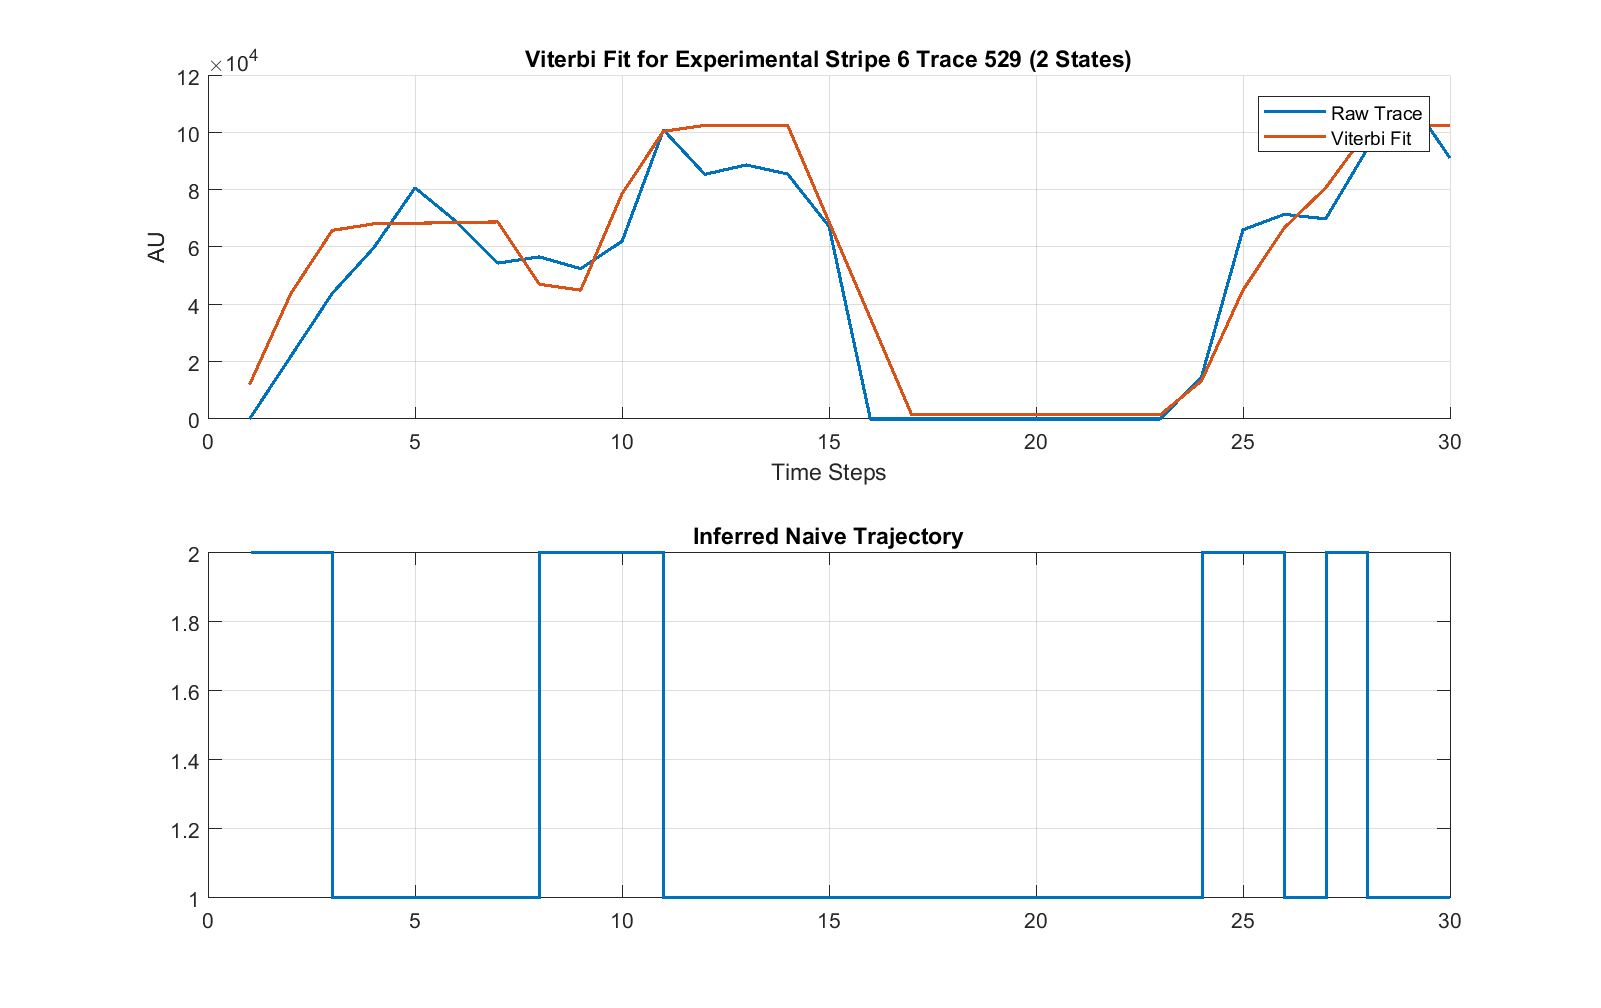 Viterbi Fit for Experimental Stripe 6 Trace 529 (2 States)
×10^4
12
10
8
6
4
2
0
AU
Raw Trace
Viterbi Fit
0 5 10 15 20 25 30
Time Steps
Inferred Naive Trajectory
2
1.8
1.6
1.4
1.2
1
0 5 10 15 20 25 30